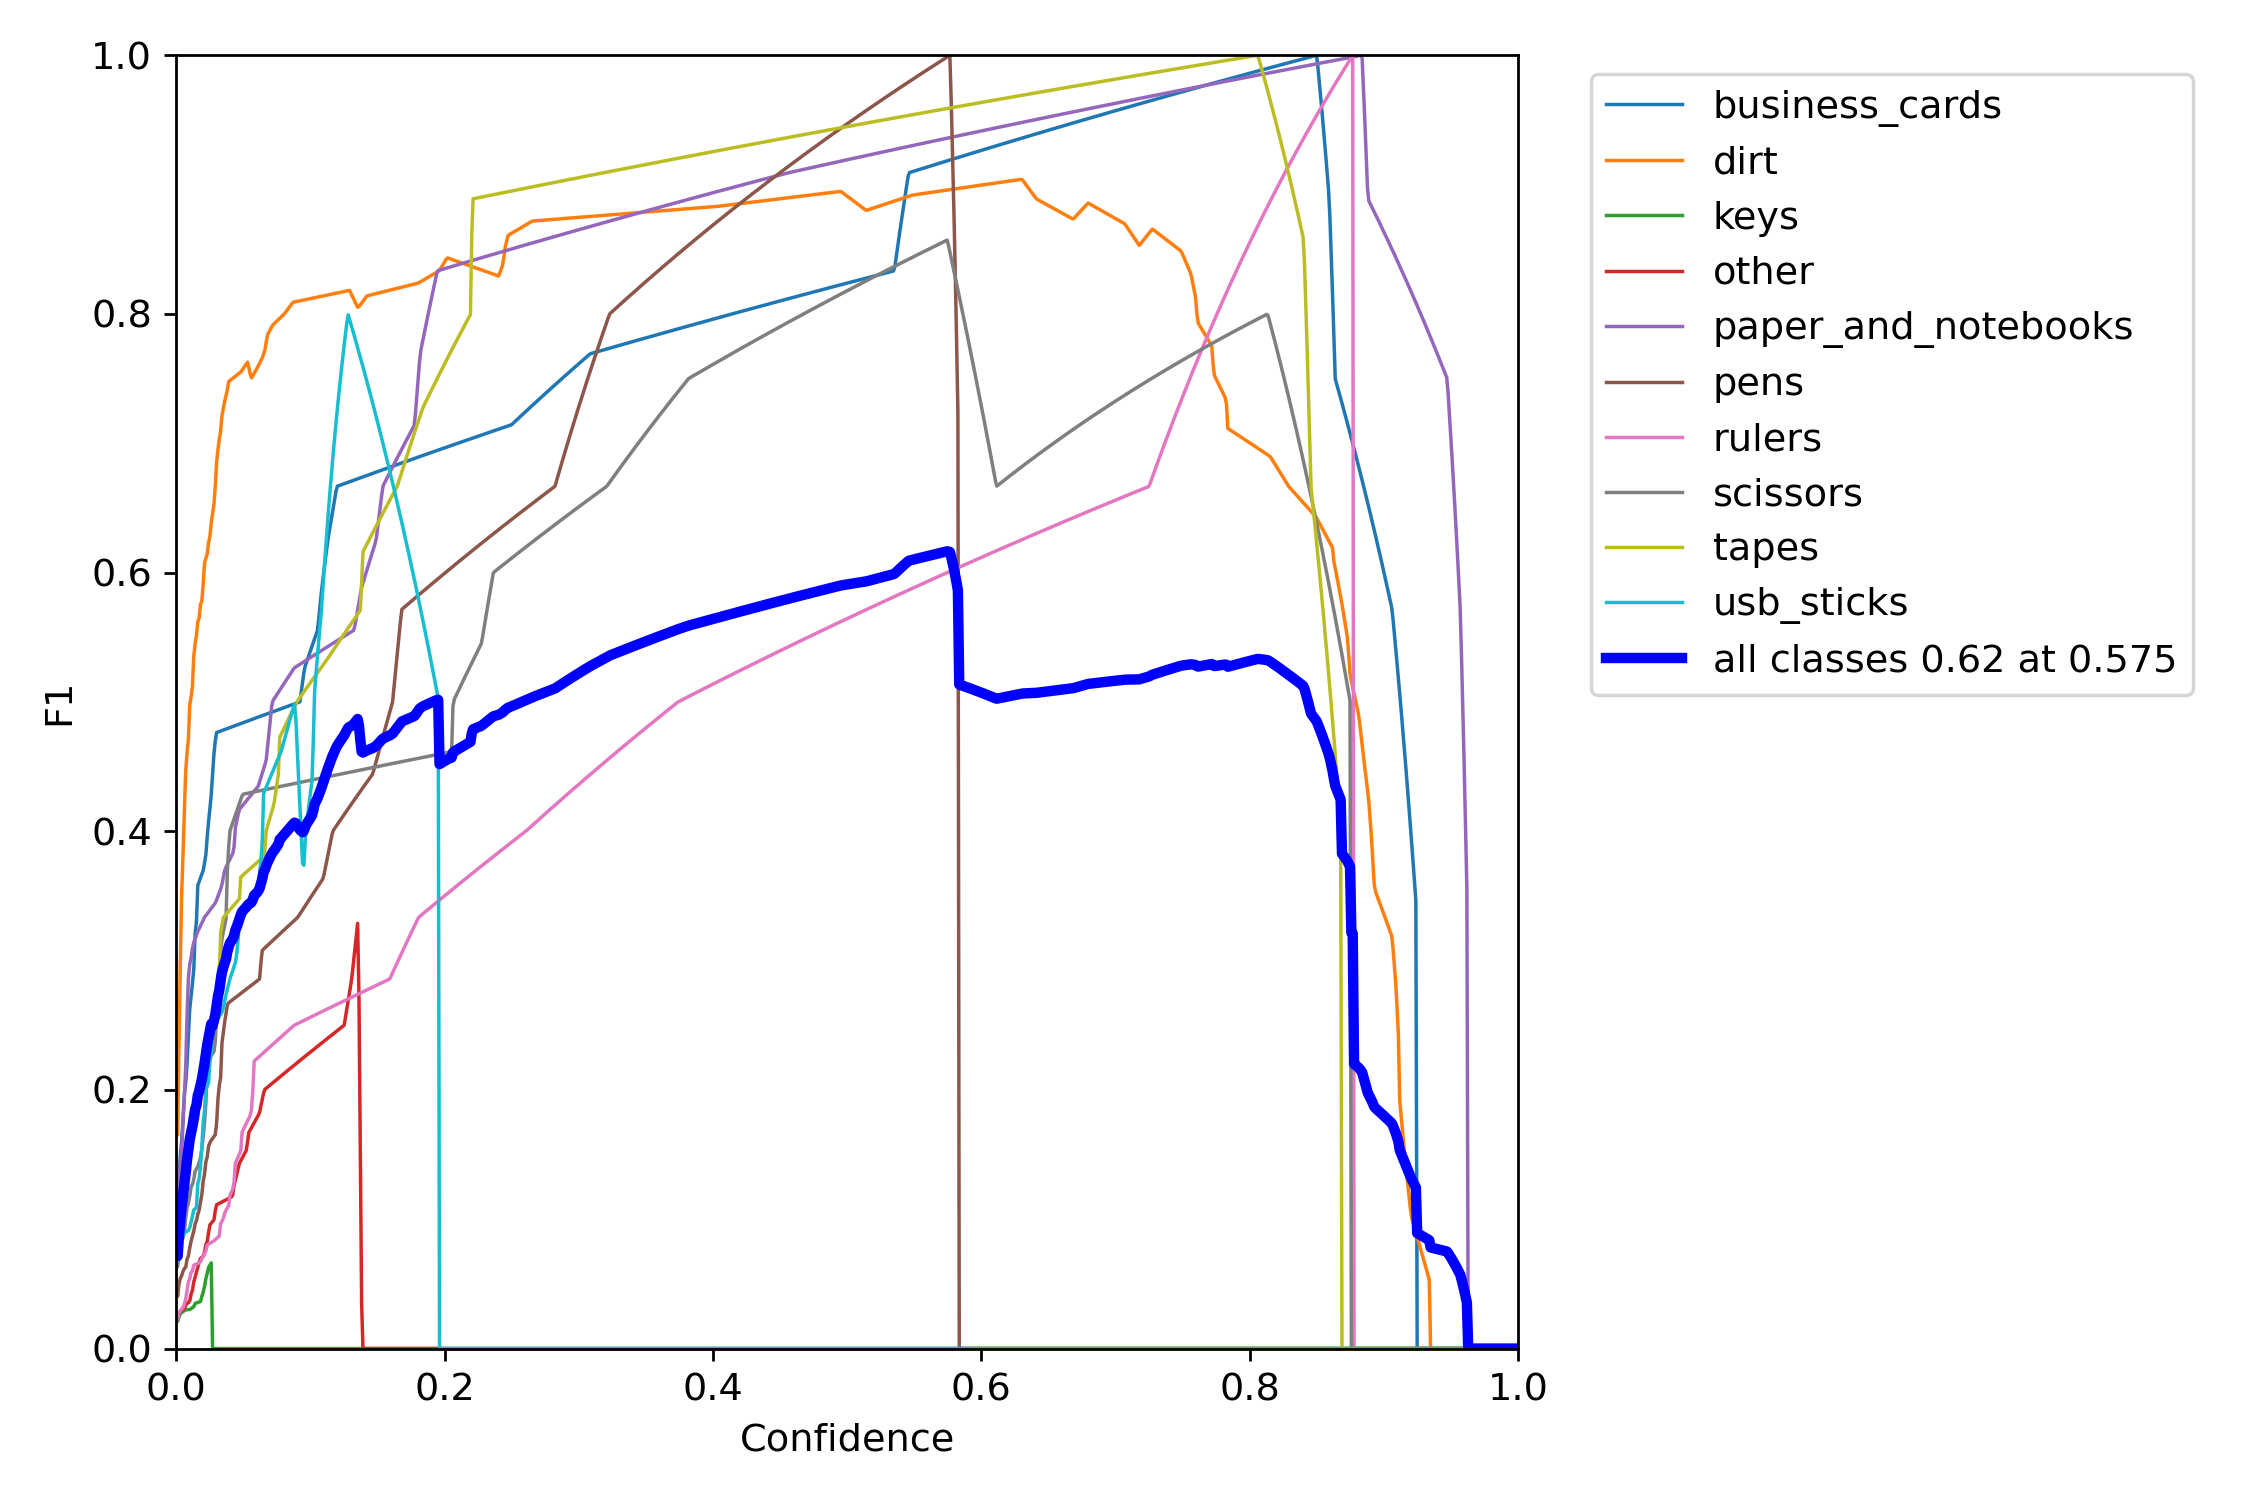 1.0
0.8
0.6
0.4
0.2
0.0
F1
0.0 0.2 0.4 0.6 0.8 1.0
Confidence
business_cards
dirt
keys
other
paper_and_notebooks
pens
rulers
scissors
tapes
usb_sticks
all classes 0.62 at 0.575